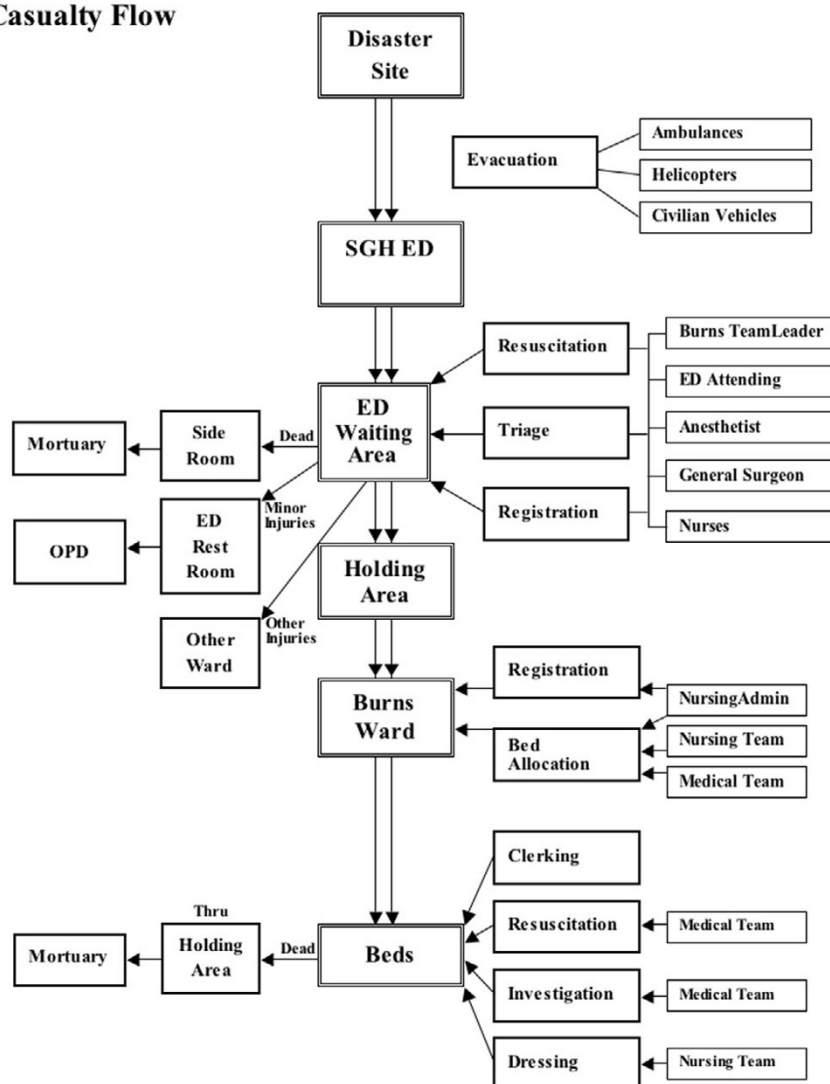 Casualty Flow
Disaster
Site
Evacuation
Ambulances
Helicopters
Civilian Vehicles
SGH ED
Resuscitation
Triage
Registration
Burns TeamLeader
ED Attending
Anesthetist
General Surgeon
Nurses
ED
Waiting
Area
Dead
Side
Room
Mortuary
Minor
Injuries
ED
Rest
Room
OPD
Other
Injuries
Other
Ward
Holding
Area
Burns
Ward
Registration
Bed
Allocation
NursingAdmin
Nursing Team
Medical Team
Clerking
Resuscitation
Medical Team
Investigation
Medical Team
Dressing
Nursing Team
Beds
Dead
Thru
Holding
Area
Mortuary